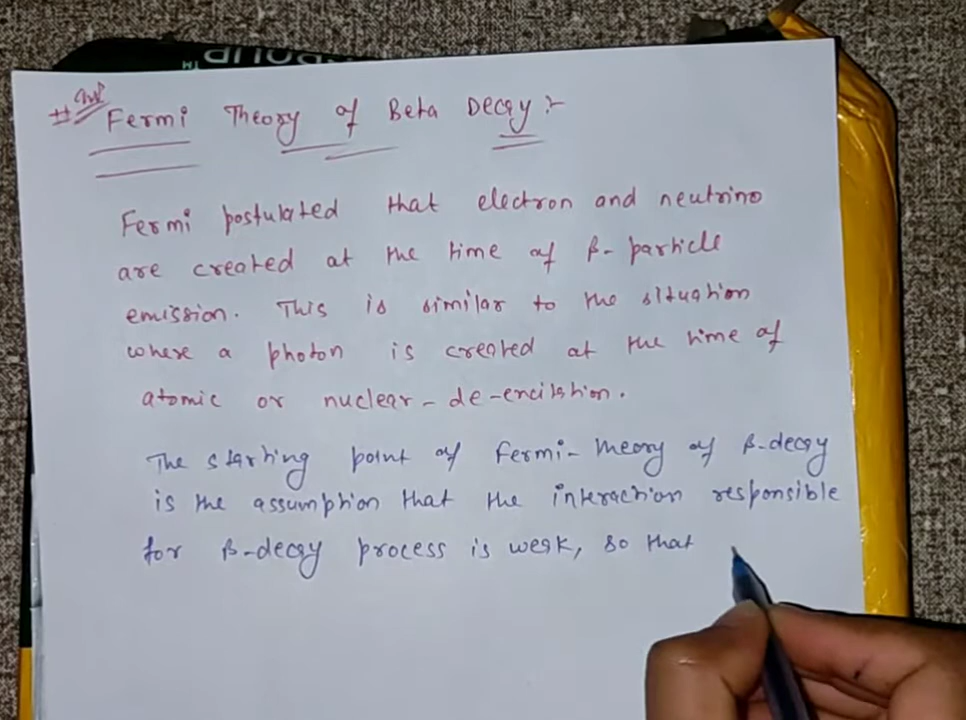 # Imp
Fermi Theory of Beta Decay :-
Fermi postulated that electron and neutrino
are created at the time of β-particle
emission. This is similar to the situation
where a photon is created at the time of
atomic or nuclear-de-excitation.
The starting point of Fermi-theory of β-decay
is the assumption that the interaction responsible
for β-decay process is weak, so that